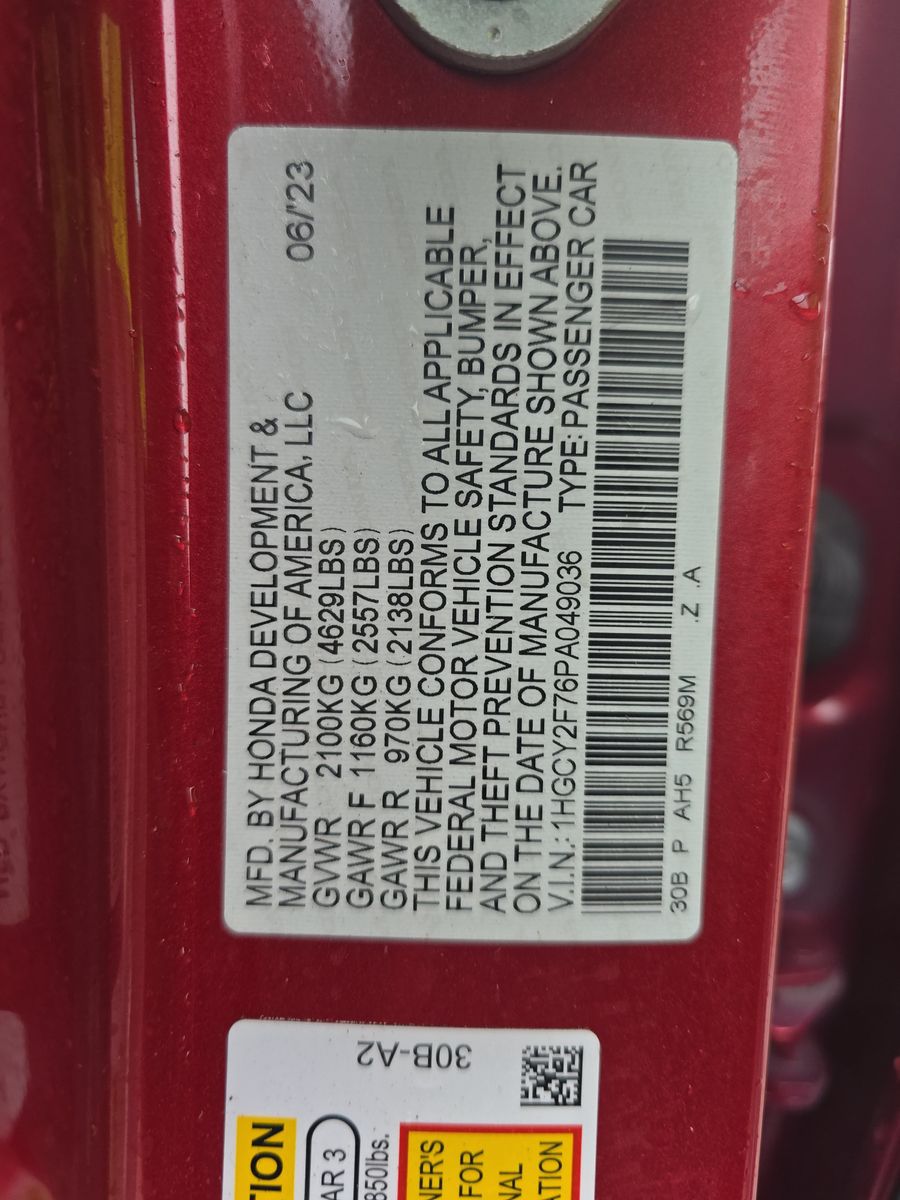 MFD. BY HONDA DEVELOPMENT &
MANUFACTURING OF AMERICA, LLC 06/'23
GVWR 2100KG (4629LBS)
GAWR F 1160KG (2557LBS)
GAWR R 970KG (2138LBS)
THIS VEHICLE CONFORMS TO ALL APPLICABLE
FEDERAL MOTOR VEHICLE SAFETY, BUMPER,
AND THEFT PREVENTION STANDARDS IN EFFECT
ON THE DATE OF MANUFACTURE SHOWN ABOVE.
V.I.N.: 1HGCY2F76PA049036 TYPE: PASSENGER CAR
30B P AH5 R569M .Z .A
30B-A2
TION
AR 3
850lbs.
NER'S
FOR
NAL
ATION